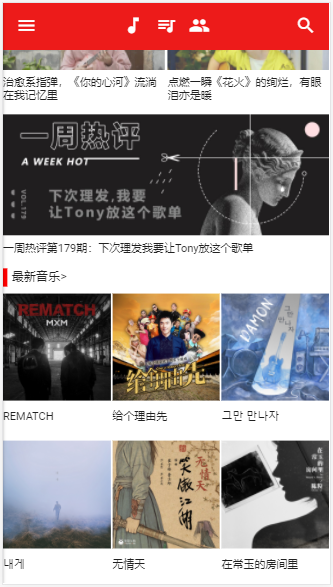 治愈系指弹，《你的心河》流淌
在我记忆里
点燃一瞬《花火》的绚烂，有眼
泪亦是暖
一周热评
A WEEK HOT
VOL.179
下次理发,我要
让Tony放这个歌单
一周热评第179期：下次理发我要让Tony放这个歌单
最新音乐>
REMATCH
MXM
给个理由先
DAMON
그만 만나자
REMATCH
给个理由先
그만 만나자
笑傲江湖
无情天
在常玉的房间里
내게
无情天
在常玉的房间里